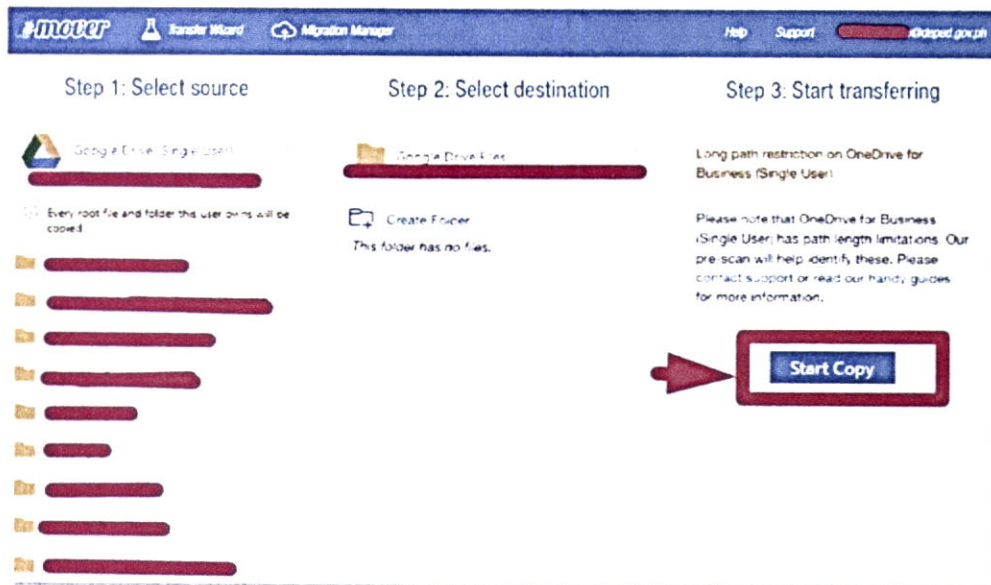 mover Transfer Wizard Migration Manager Help Support @deped.gov.ph
Step 1: Select source
Google Drive (Single User)
Every root file and folder this user owns will be
copied
Step 2: Select destination
Google Drive Files
Create Folder
This folder has no files.
Step 3: Start transferring
Long path restriction on OneDrive for
Business (Single User)
Please note that OneDrive for Business
(Single User) has path length limitations. Our
pre-scan will help identify these. Please
contact support or read our handy guides
for more information.
Start Copy